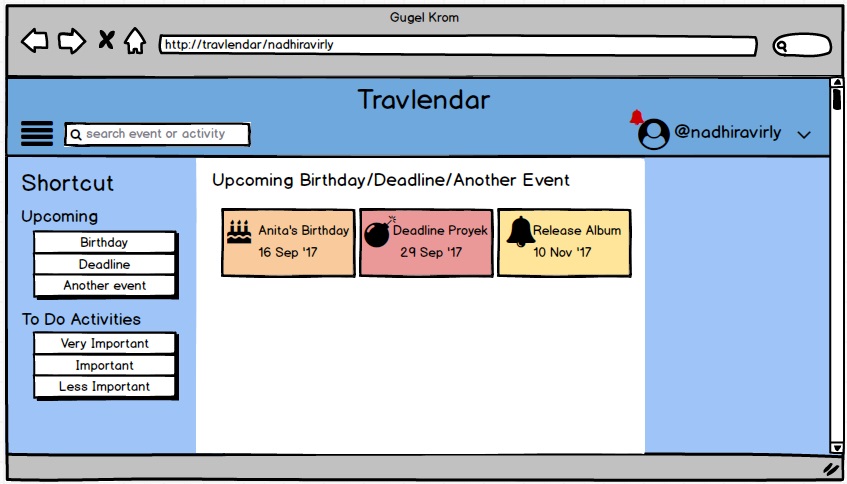 Gugel Krom
http://travlendar/nadhiravirly
Travlendar
search event or activity
@nadhiravirly
Shortcut
Upcoming
Birthday
Deadline
Another event
To Do Activities
Very Important
Important
Less Important
Upcoming Birthday/Deadline/Another Event
Anita's Birthday
16 Sep '17
Deadline Proyek
29 Sep '17
Release Album
10 Nov '17